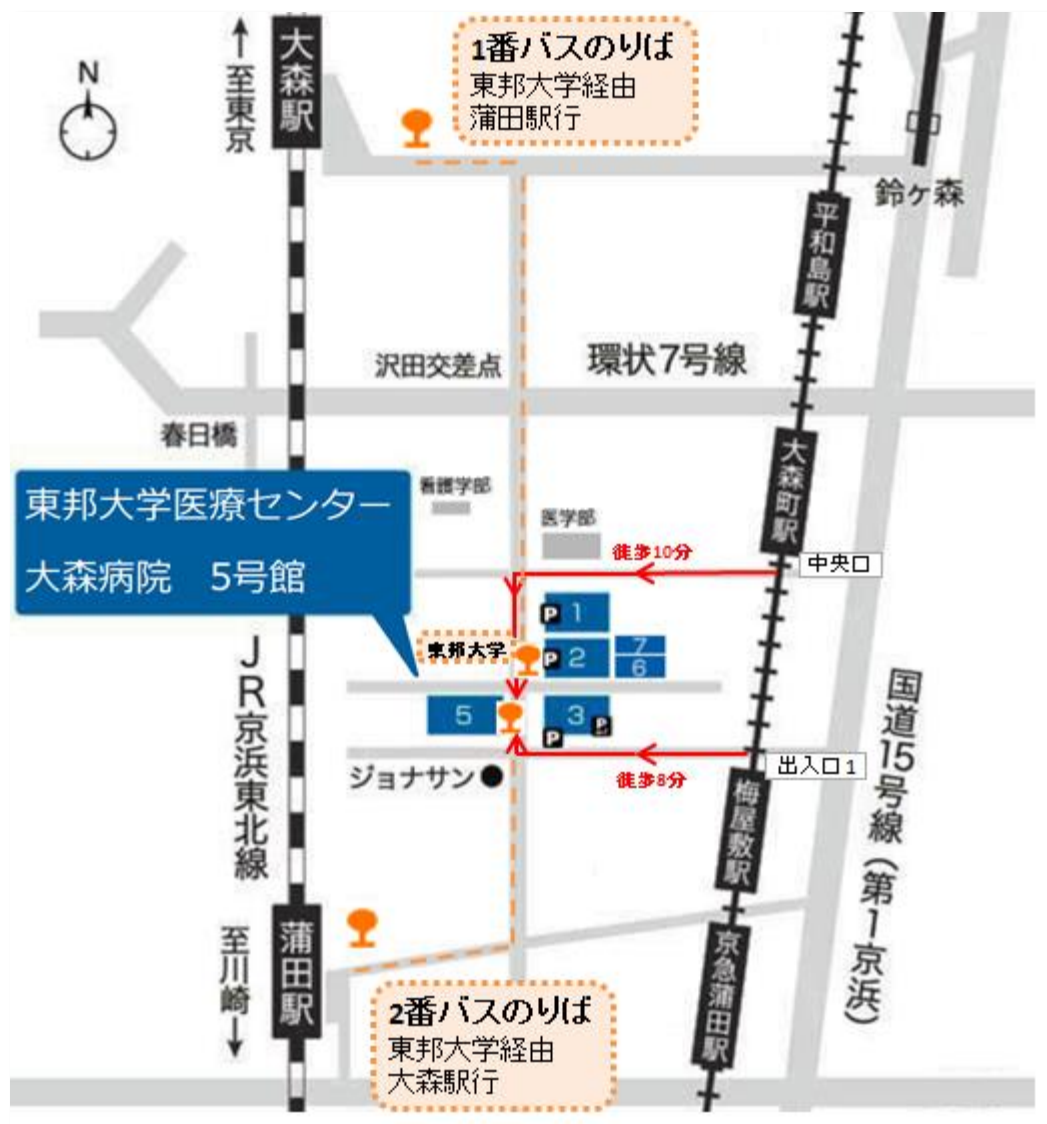 1番バスのりば
東邦大学経由
蒲田駅行
↑至東京
大森駅
N
鈴ヶ森
平和島駅
沢田交差点
環状7号線
春日橋
大森町駅
東邦大学医療センター
大森病院 5号館
看護学部
医学部
徒歩10分
中央口
P
1
東邦大学
P
2
7
6
5
3
P
P
JR京浜東北線
国道15号線(第1京浜)
ジョナサン●
徒歩8分
出入口1
梅屋敷駅
至川崎↓
蒲田駅
京急蒲田駅
2番バスのりば
東邦大学経由
大森駅行